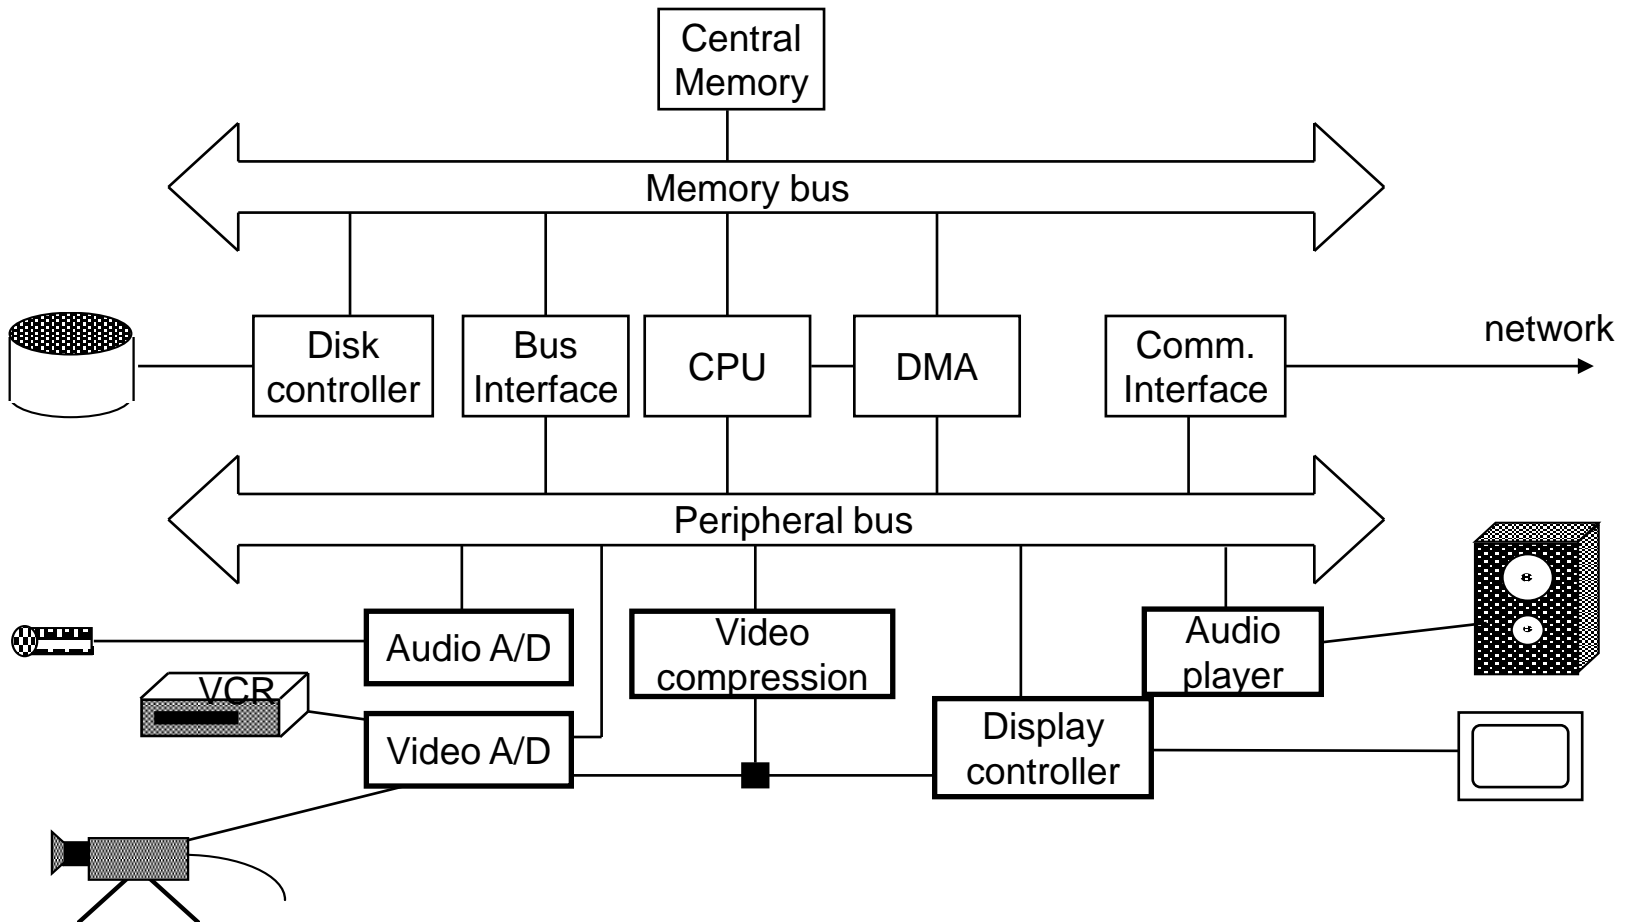 Central
Memory
Memory bus
network
Disk
controller
Bus
Interface
CPU
DMA
Comm.
Interface
Peripheral bus
Audio A/D
Video
compression
Audio
player
VCR
Video A/D
Display
controller